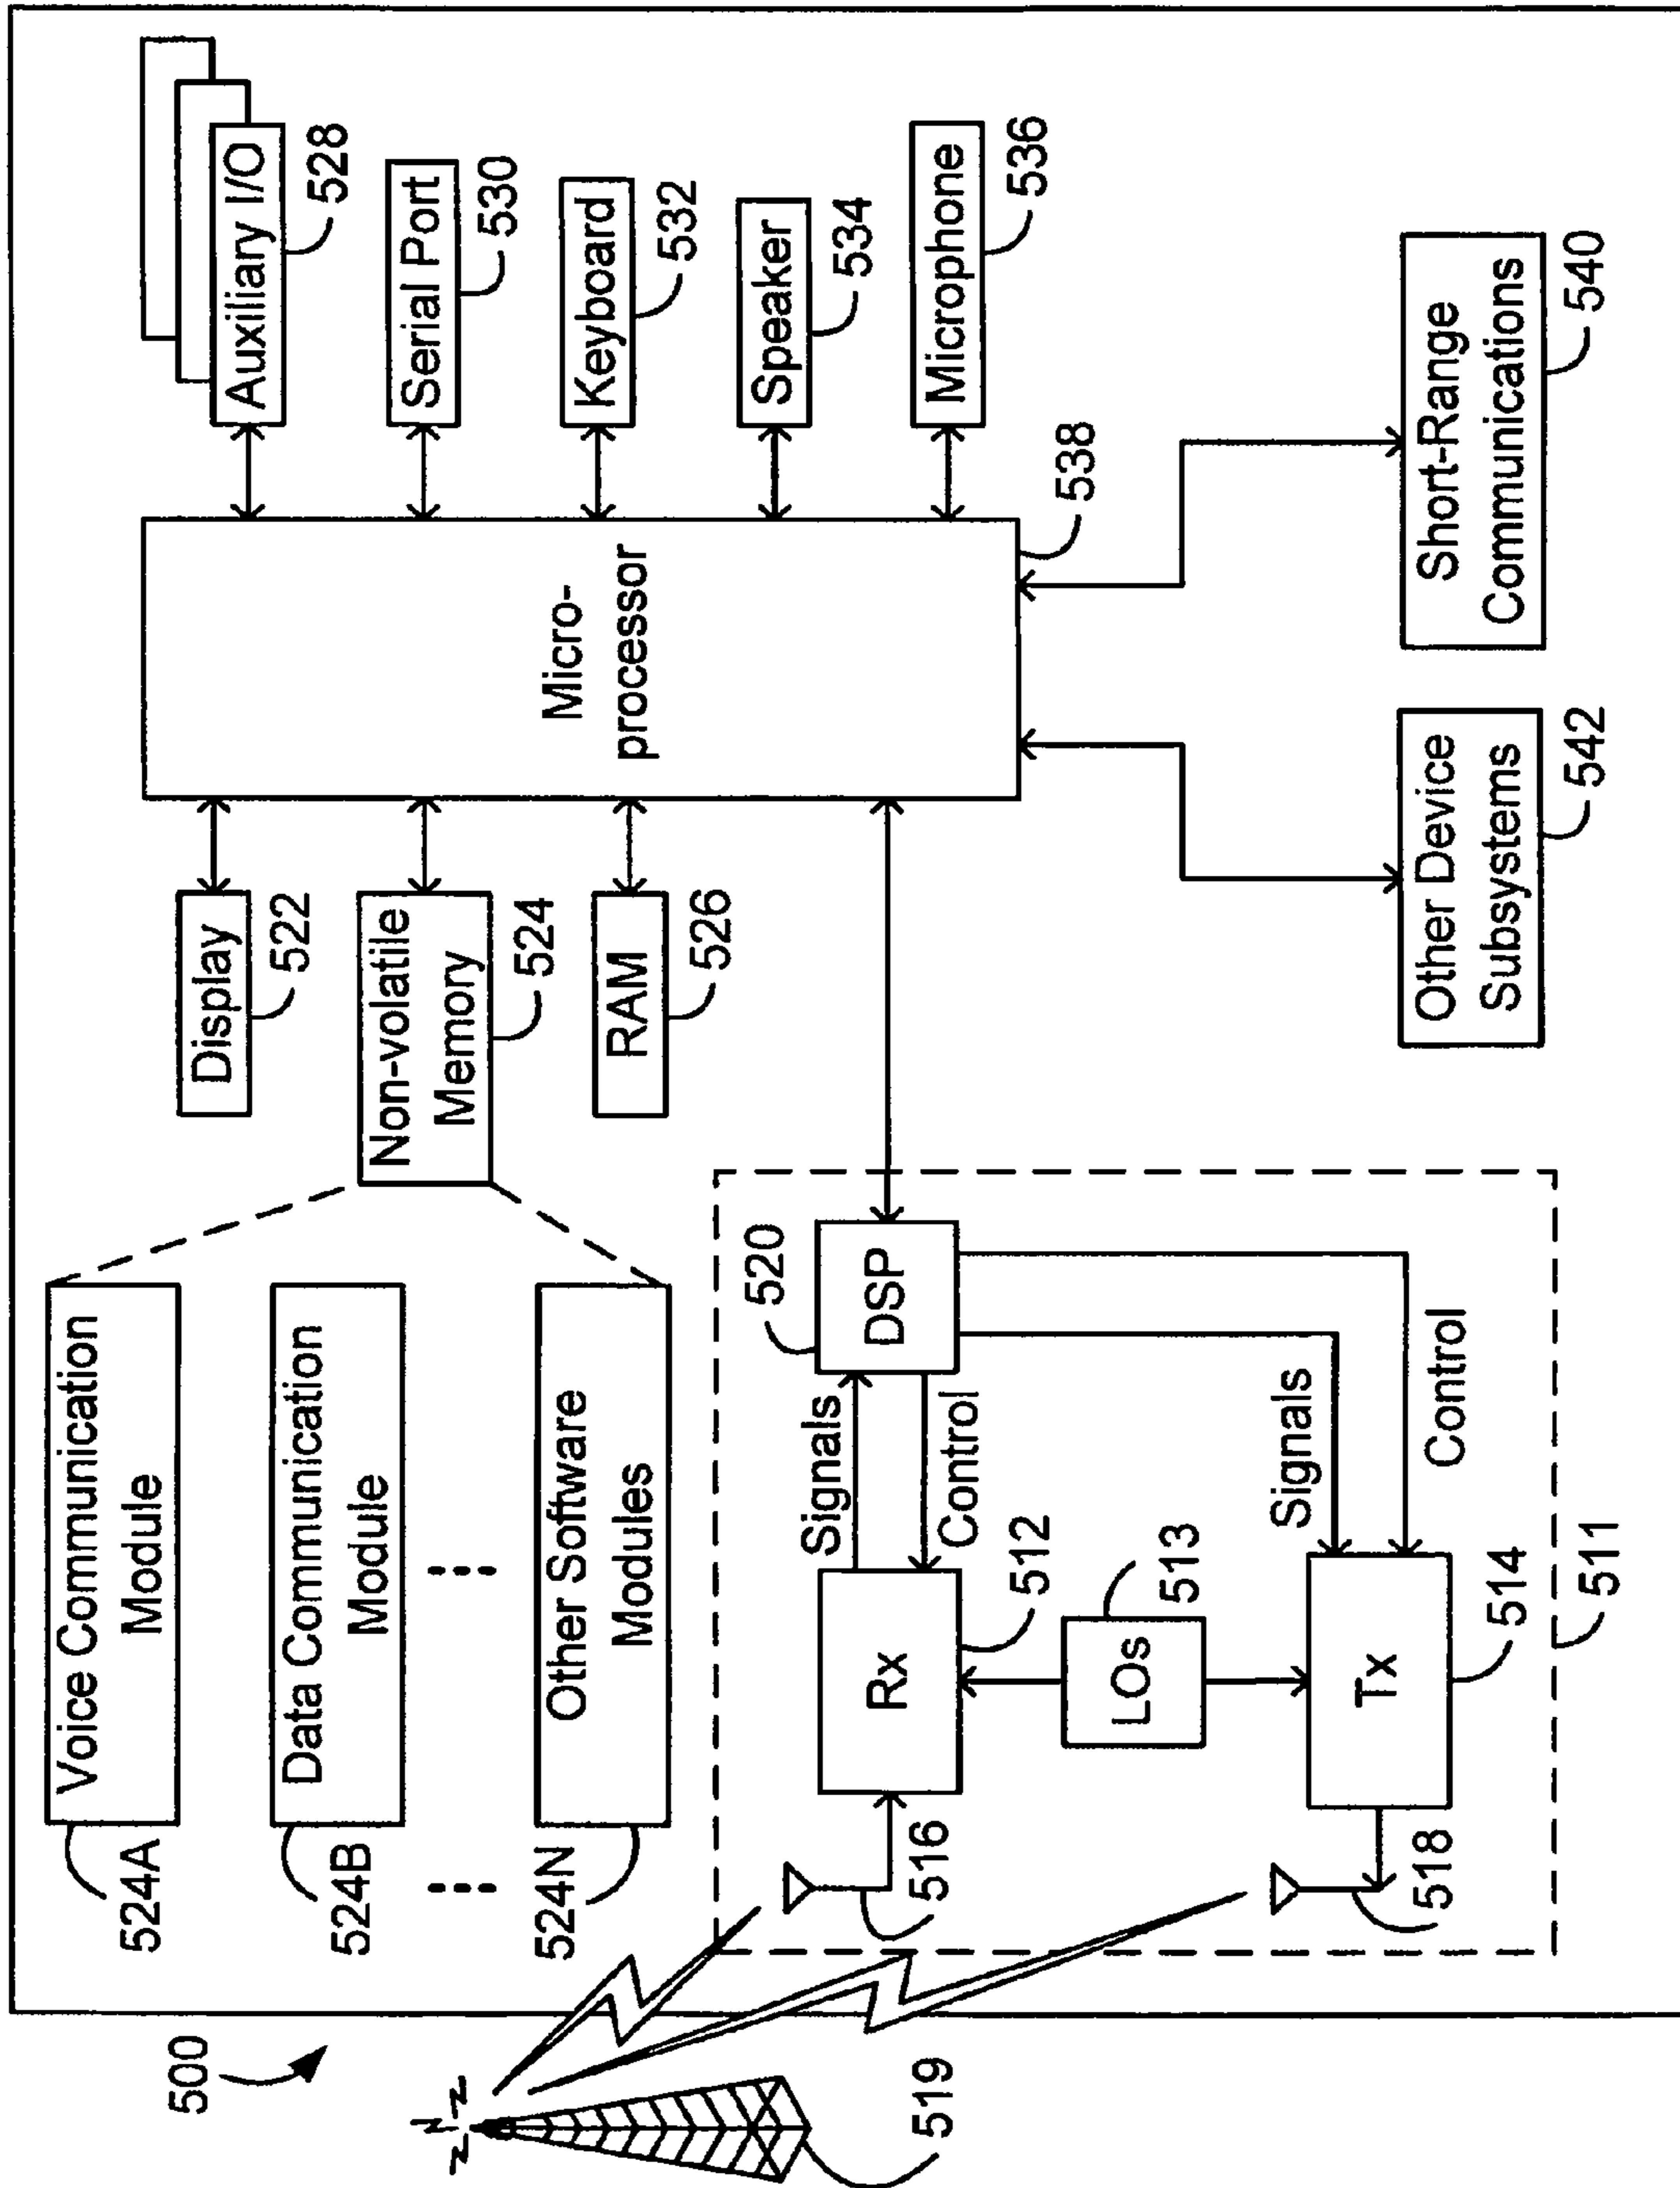 500
519
524A
Voice Communication
Module
524B
Data Communication
Module
524N
Other Software
Modules
Display
522
Non-volatile
Memory
524
RAM
526
Micro-
processor
538
Auxiliary I/O
528
Serial Port
530
Keyboard
532
Speaker
534
Microphone
536
516
Rx
512
Signals
Control
DSP
520
LOs
513
518
Tx
514
Signals
Control
511
Other Device
Subsystems
542
Short-Range
Communications
540